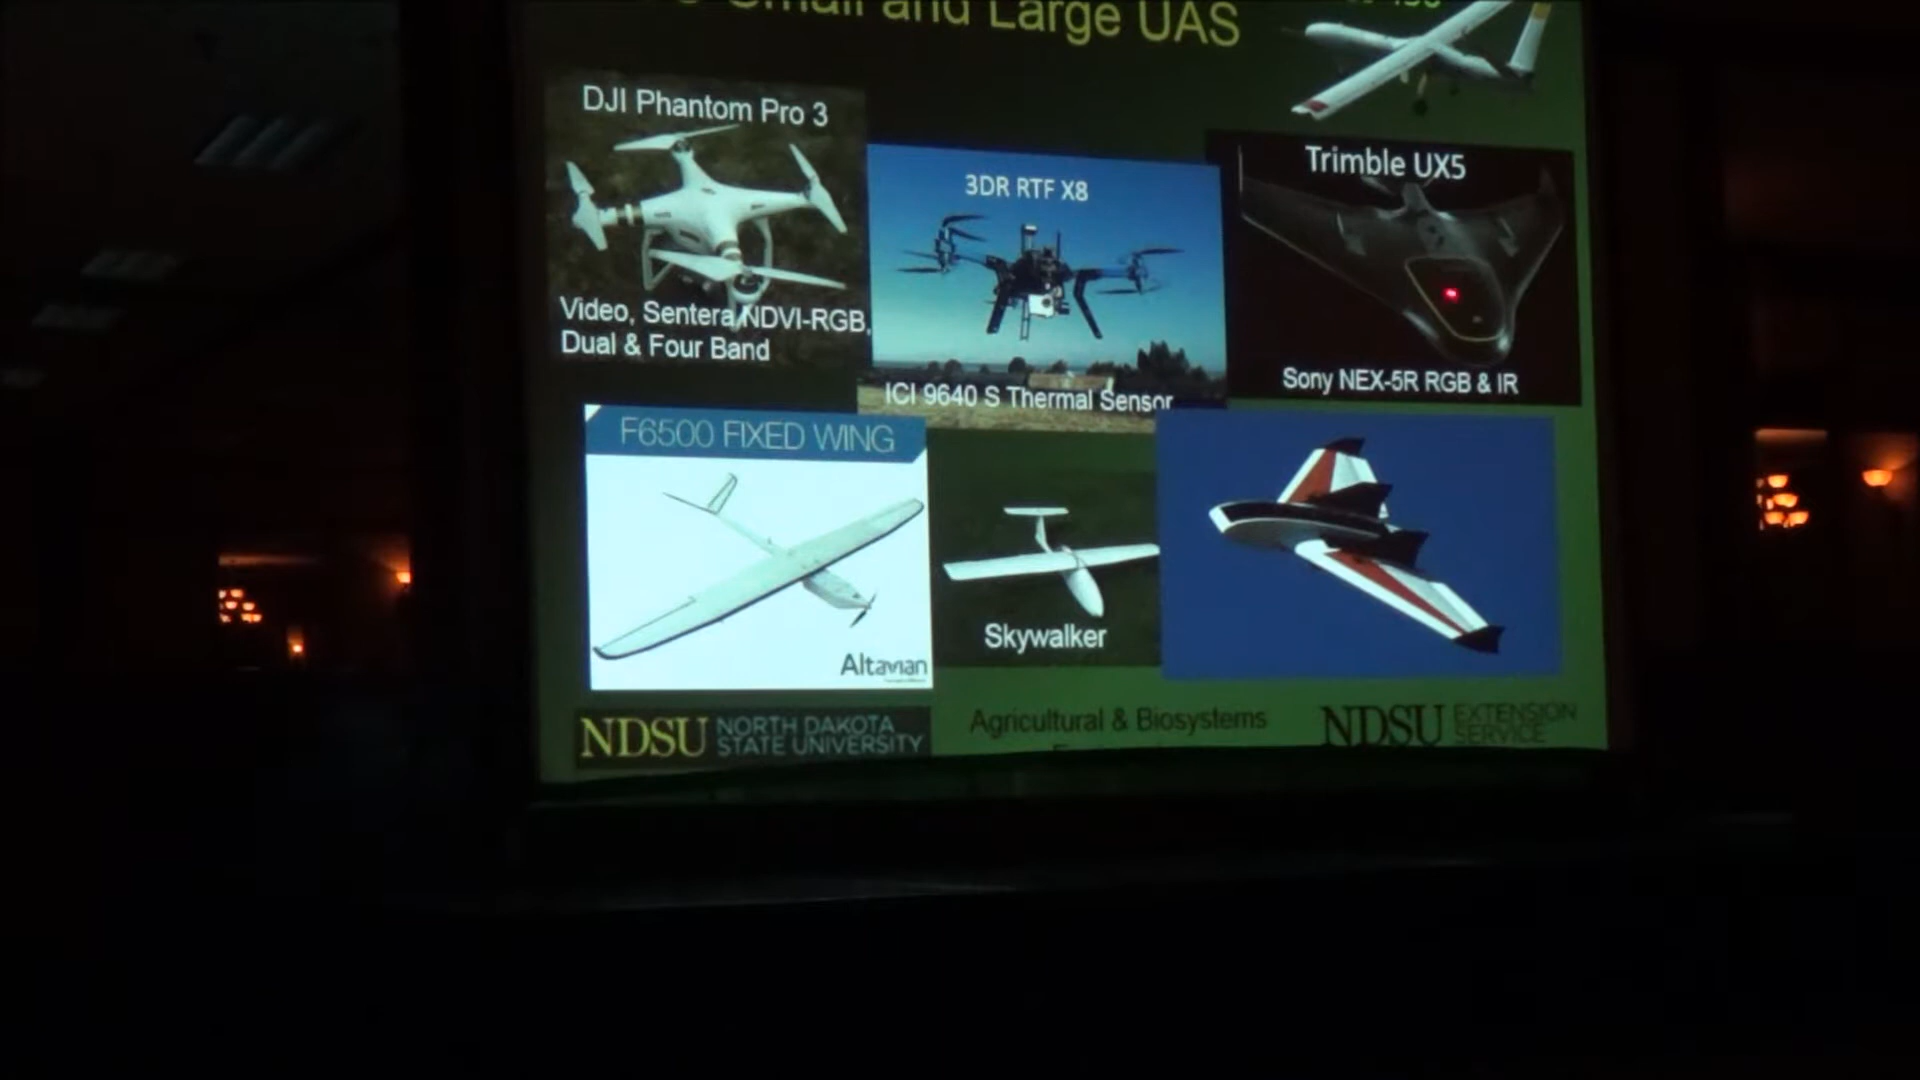 Small and Large UAS
DJI Phantom Pro 3
Video, Sentera NDVI-RGB,
Dual & Four Band
3DR RTF X8
ICI 9640 S Thermal Sensor
Trimble UX5
Sony NEX-5R RGB & IR
F6500 FIXED WING
Altavian
Skywalker
NDSU NORTH DAKOTA
STATE UNIVERSITY
Agricultural & Biosystems
NDSU EXTENSION
SERVICE